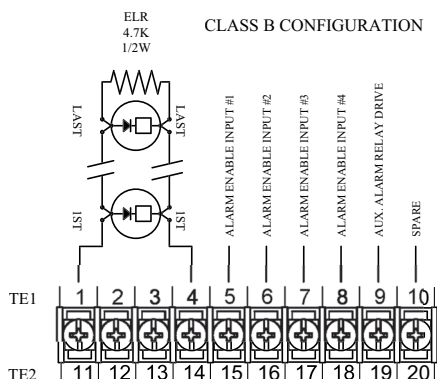 ELR
4.7K
1/2W
CLASS B CONFIGURATION
LAST
LAST
1ST
1ST
ALARM ENABLE INPUT #1
ALARM ENABLE INPUT #2
ALARM ENABLE INPUT #3
ALARM ENABLE INPUT #4
AUX. ALARM RELAY DRIVE
SPARE
TE1 1 2 3 4 5 6 7 8 9 10
TE2 11 12 13 14 15 16 17 18 19 20